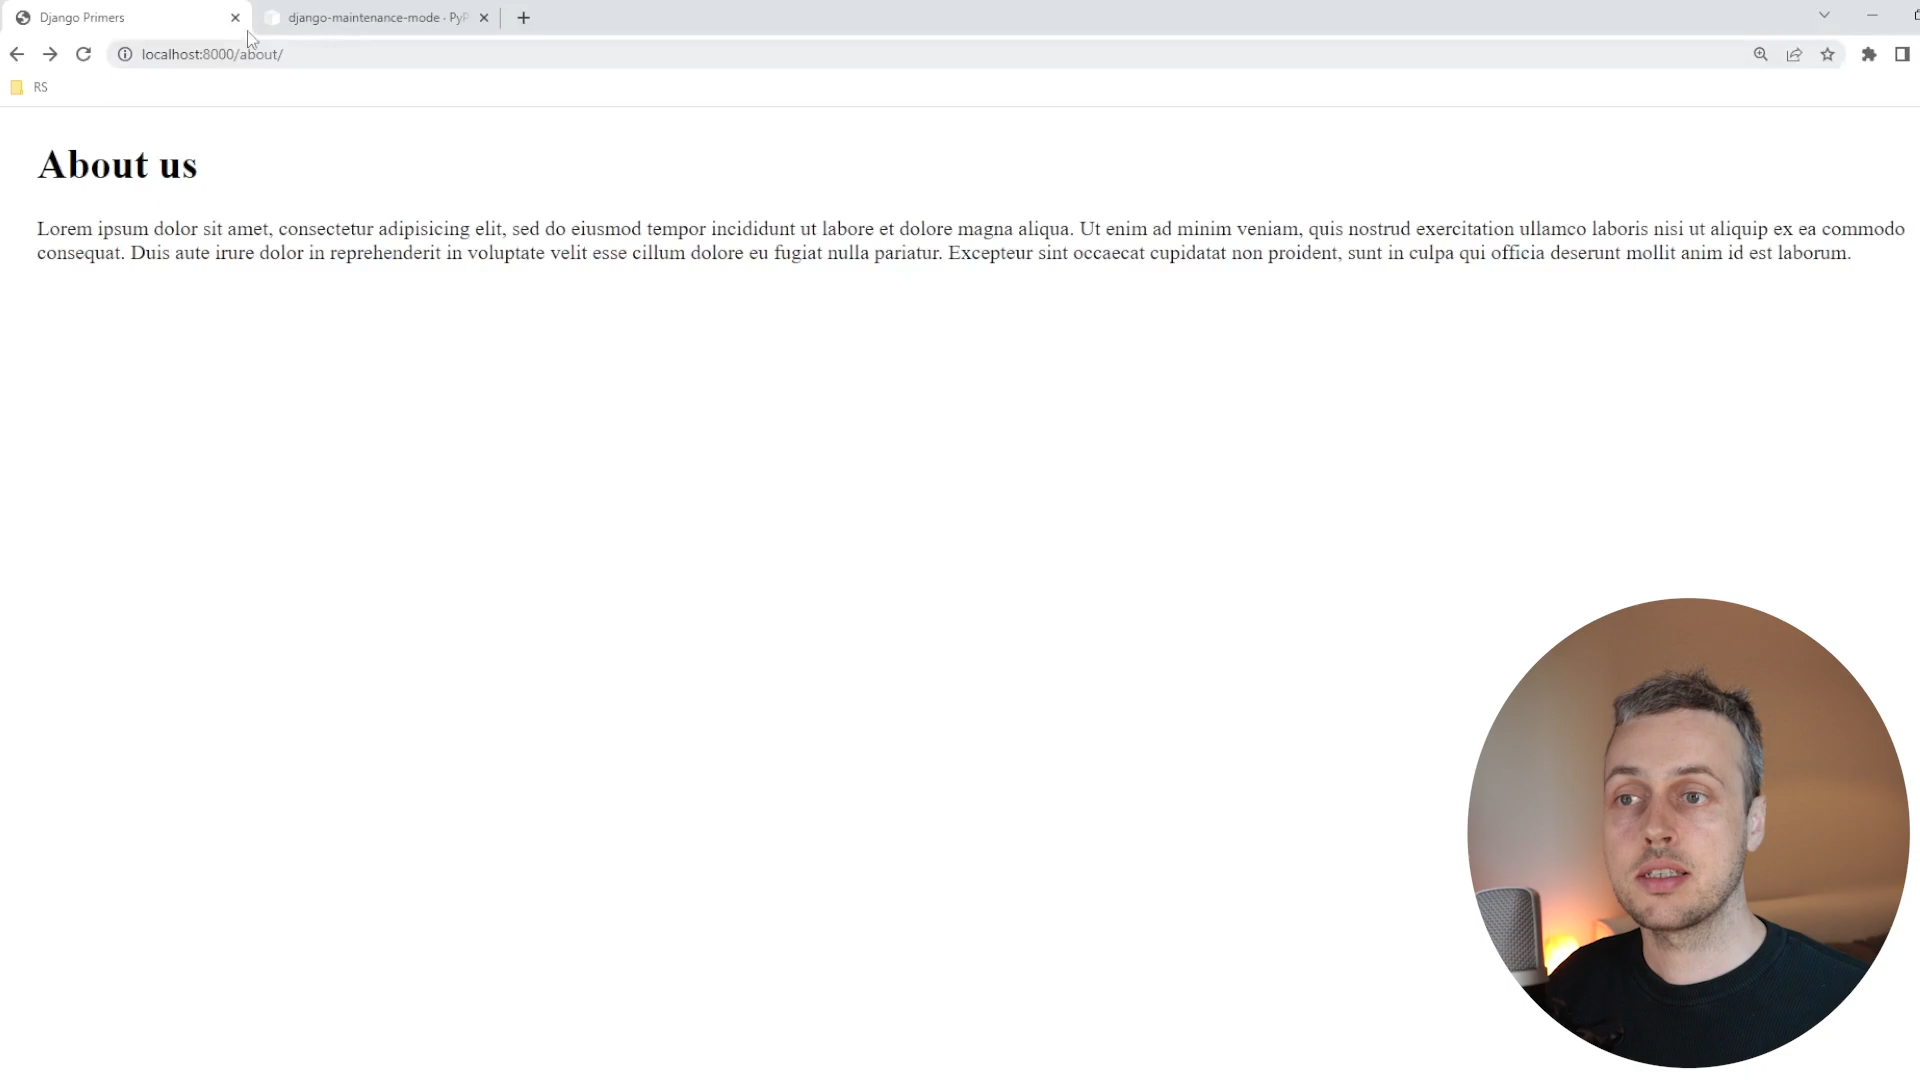 Django Primers
django-maintenance-mode · PyP
localhost:8000/about/
RS
About us
Lorem ipsum dolor sit amet, consectetur adipisicing elit, sed do eiusmod tempor incididunt ut labore et dolore magna aliqua. Ut enim ad minim veniam, quis nostrud exercitation ullamco laboris nisi ut aliquip ex ea commodo
consequat. Duis aute irure dolor in reprehenderit in voluptate velit esse cillum dolore eu fugiat nulla pariatur. Excepteur sint occaecat cupidatat non proident, sunt in culpa qui officia deserunt mollit anim id est laborum.